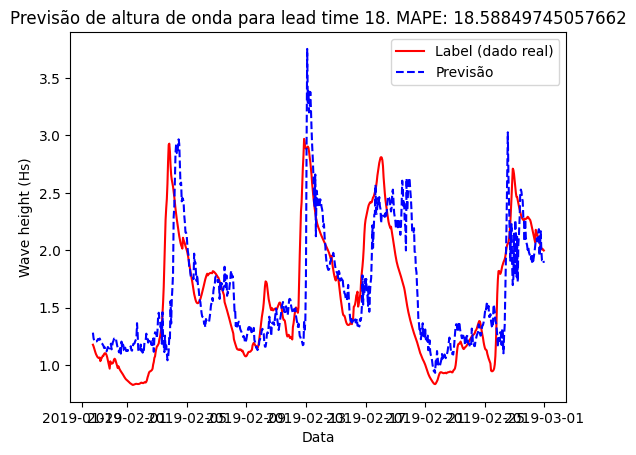 Previsão de altura de onda para lead time 18. MAPE: 18.58849745057662
Label (dado real)
Previsão
Wave height (Hs)
3.5
3.0
2.5
2.0
1.5
1.0
2019-02-01
2019-02-05
2019-02-09
2019-02-13
2019-02-17
2019-02-21
2019-02-25
2019-03-01
Data